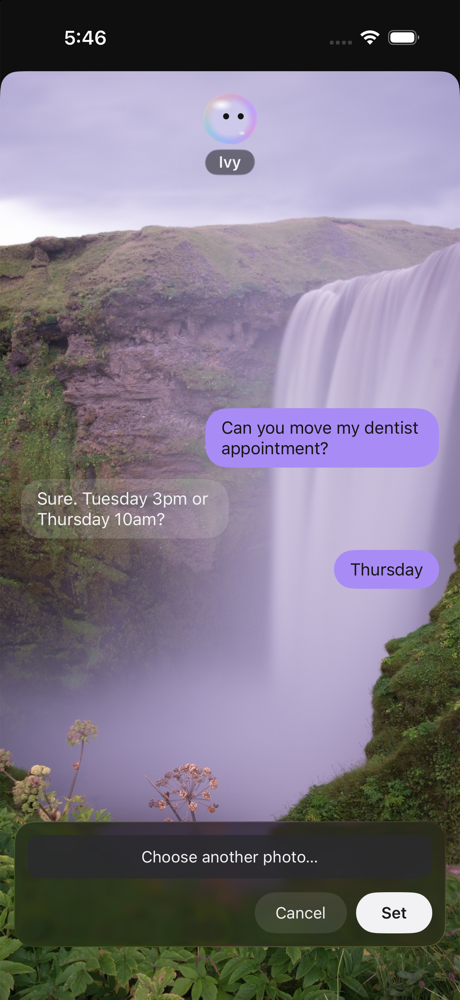 5:46
Ivy
Can you move my dentist
appointment?
Sure. Tuesday 3pm or
Thursday 10am?
Thursday
Choose another photo...
Cancel
Set